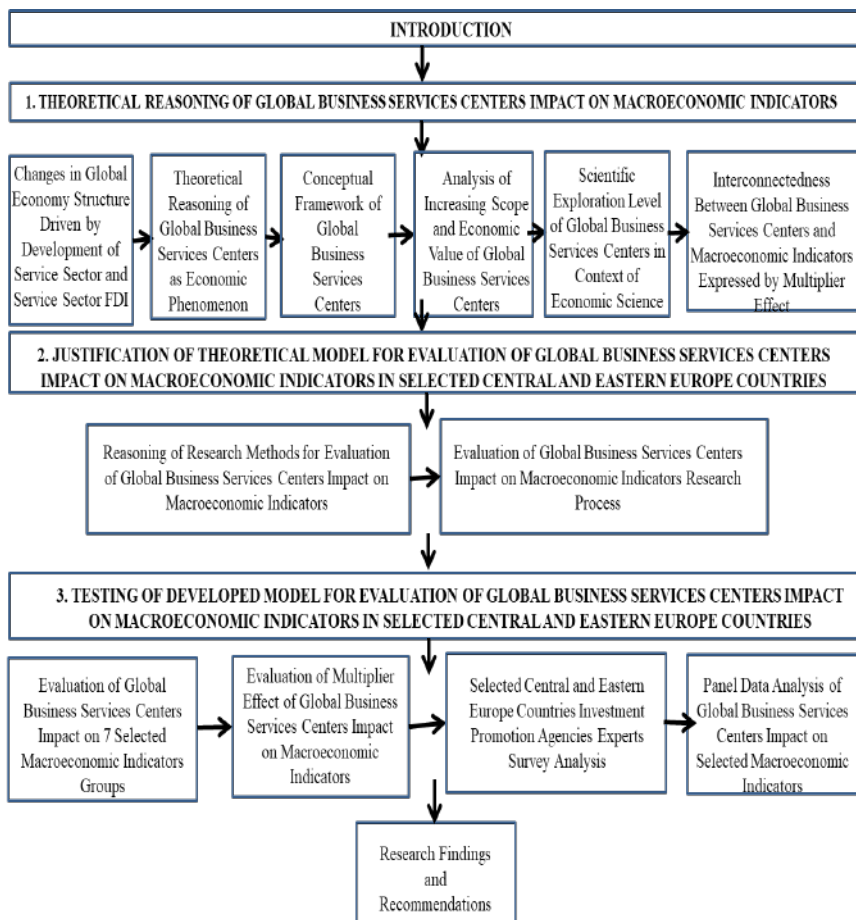 INTRODUCTION
1. THEORETICAL REASONING OF GLOBAL BUSINESS SERVICES CENTERS IMPACT ON MACROECONOMIC INDICATORS
Changes in Global
Economy Structure
Driven by
Development of
Service Sector and
Service Sector FDI
Theoretical
Reasoning of
Global Business
Services Centers
as Economic
Phenomenon
Conceptual
Framework of
Global
Business
Services
Centers
Analysis of
Increasing Scope
and Economic
Value of Global
Business Services
Centers
Scientific
Exploration Level
of Global Business
Services Centers in
Context of
Economic Science
Interconnectedness
Between Global Business
Services Centers and
Macroeconomic Indicators
Expressed by Multiplier
Effect
2. JUSTIFICATION OF THEORETICAL MODEL FOR EVALUATION OF GLOBAL BUSINESS SERVICES CENTERS
IMPACT ON MACROECONOMIC INDICATORS IN SELECTED CENTRAL AND EASTERN EUROPE COUNTRIES
Reasoning of Research Methods for Evaluation
of Global Business Services Centers Impact on
Macroeconomic Indicators
Evaluation of Global Business Services Centers
Impact on Macroeconomic Indicators Research
Process
3. TESTING OF DEVELOPED MODEL FOR EVALUATION OF GLOBAL BUSINESS SERVICES CENTERS IMPACT
ON MACROECONOMIC INDICATORS IN SELECTED CENTRAL AND EASTERN EUROPE COUNTRIES
Evaluation of Global
Business Services Centers
Impact on 7 Selected
Macroeconomic Indicators
Groups
Evaluation of Multiplier
Effect of Global Business
Services Centers Impact
on Macroeconomic
Indicators
Selected Central and Eastern
Europe Countries Investment
Promotion Agencies Experts
Survey Analysis
Panel Data Analysis of
Global Business Services
Centers Impact on
Selected Macroeconomic
Indicators
Research Findings
and
Recommendations